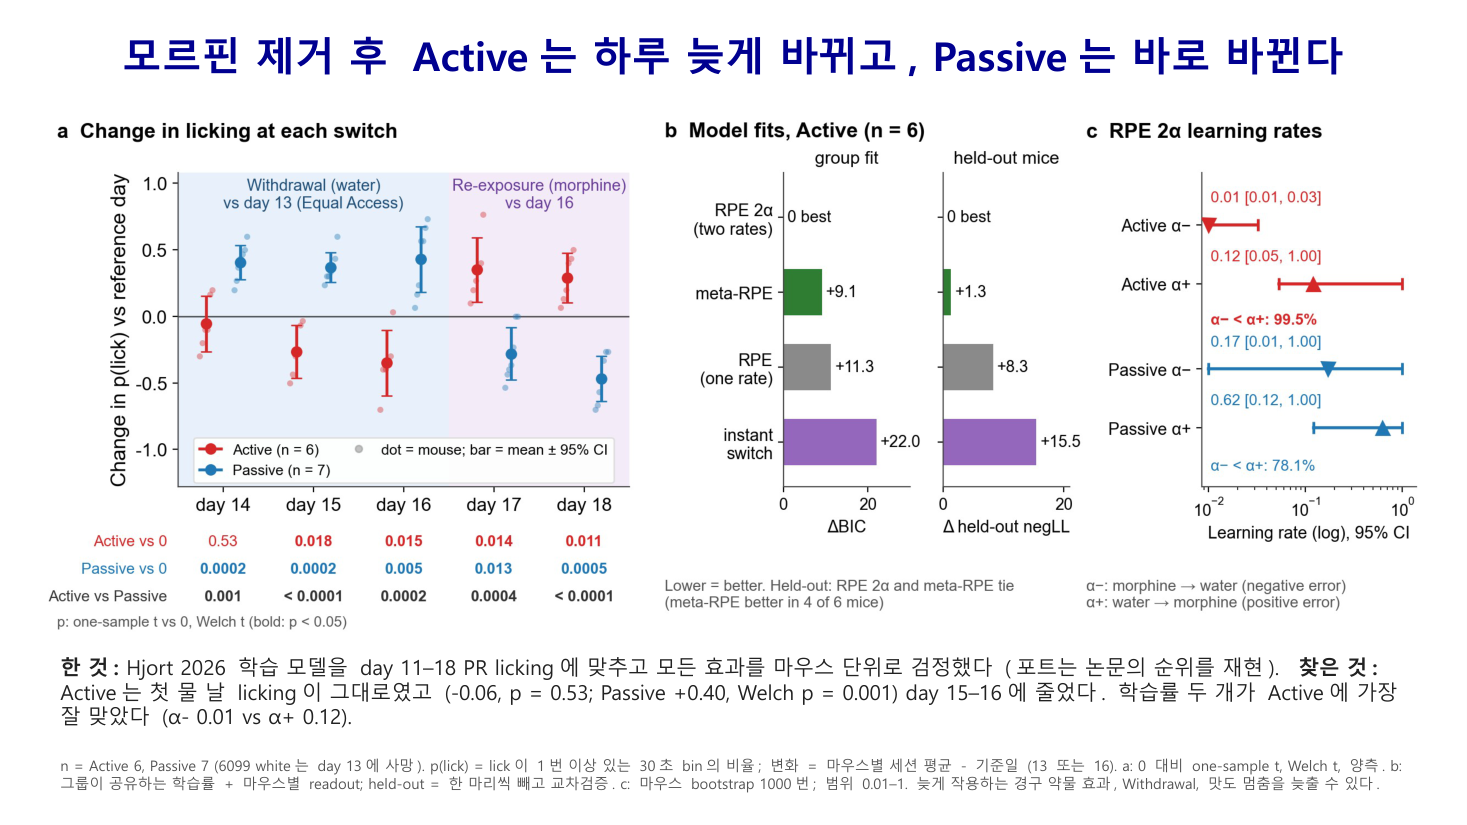 모르핀 제거 후 Active 는 하루 늦게 바뀌고 , Passive 는 바로 바뀐다
a Change in licking at each switch
Change in p(lick) vs reference day
1.0
0.5
0.0
-0.5
-1.0
Withdrawal (water)
vs day 13 (Equal Access)
Re-exposure (morphine)
vs day 16
Active (n = 6)
Passive (n = 7)
dot = mouse; bar = mean ± 95% CI
day 14 day 15 day 16 day 17 day 18
Active vs 0 0.53 0.018 0.015 0.014 0.011
Passive vs 0 0.0002 0.0002 0.005 0.013 0.0005
Active vs Passive 0.001 < 0.0001 0.0002 0.0004 < 0.0001
p: one-sample t vs 0, Welch t (bold: p < 0.05)
b Model fits, Active (n = 6)
group fit held-out mice
RPE 2α
(two rates)
0 best 0 best
meta-RPE +9.1 +1.3
RPE
(one rate)
+11.3 +8.3
instant
switch
+22.0 +15.5
0 20 0 20
ΔBIC Δ held-out negLL
Lower = better. Held-out: RPE 2α and meta-RPE tie
(meta-RPE better in 4 of 6 mice)
c RPE 2α learning rates
0.01 [0.01, 0.03]
Active α−
0.12 [0.05, 1.00]
Active α+
α− < α+: 99.5%
0.17 [0.01, 1.00]
Passive α−
0.62 [0.12, 1.00]
Passive α+
α− < α+: 78.1%
10⁻² 10⁻¹ 10⁰
Learning rate (log), 95% CI
α−: morphine → water (negative error)
α+: water → morphine (positive error)
한 것 : Hjort 2026 학습 모델을 day 11–18 PR licking 에 맞추고 모든 효과를 마우스 단위로 검정했다 ( 포트는 논문의 순위를 재현 ). 찾은 것 :
Active 는 첫 물 날 licking 이 그대로였고 (-0.06, p = 0.53; Passive +0.40, Welch p = 0.001) day 15–16 에 줄었다 . 학습률 두 개가 Active 에 가장
잘 맞았다 (α- 0.01 vs α+ 0.12).
n = Active 6, Passive 7 (6099 white 는 day 13 에 사망 ). p(lick) = lick 이 1 번 이상 있는 30 초 bin 의 비율 ; 변화 = 마우스별 세션 평균 - 기준일 (13 또는 16). a: 0 대비 one-sample t, Welch t, 양측 . b:
그룹이 공유하는 학습률 + 마우스별 readout; held-out = 한 마리씩 빼고 교차검증 . c: 마우스 bootstrap 1000 번 ; 범위 0.01–1. 늦게 작용하는 경구 약물 효과 , Withdrawal, 맛도 멈춤을 늦출 수 있다 .